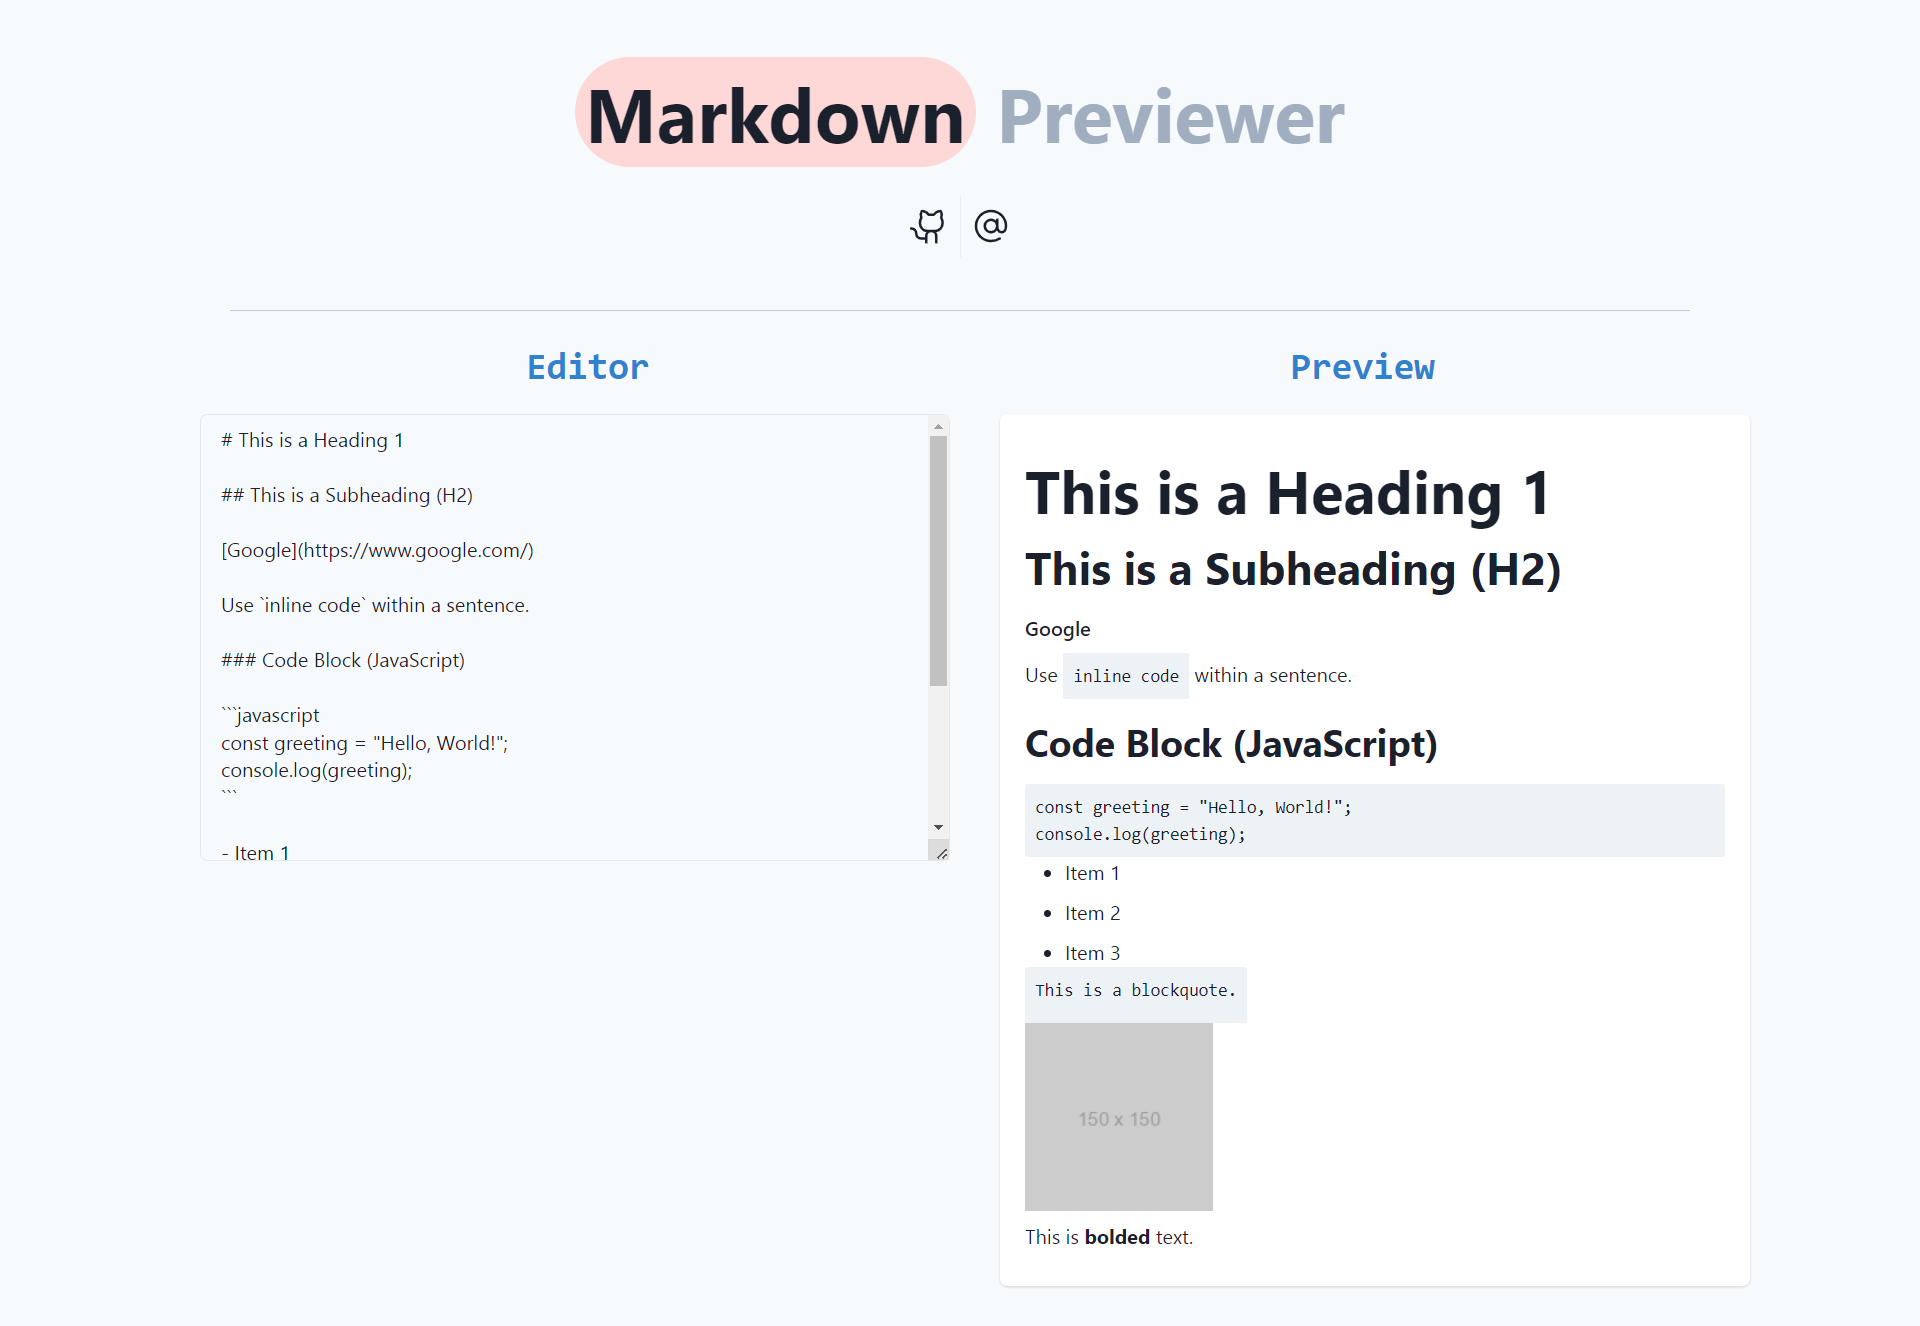 Markdown Previewer
Editor
# This is a Heading 1
## This is a Subheading (H2)
[Google](https://www.google.com/)
Use `inline code` within a sentence.
### Code Block (JavaScript)
```javascript
const greeting = "Hello, World!";
console.log(greeting);
```
- Item 1
Preview
This is a Heading 1
This is a Subheading (H2)
Google
Use inline code within a sentence.
Code Block (JavaScript)
const greeting = "Hello, World!";
console.log(greeting);
• Item 1
• Item 2
• Item 3
This is a blockquote.
150 x 150
This is bolded text.